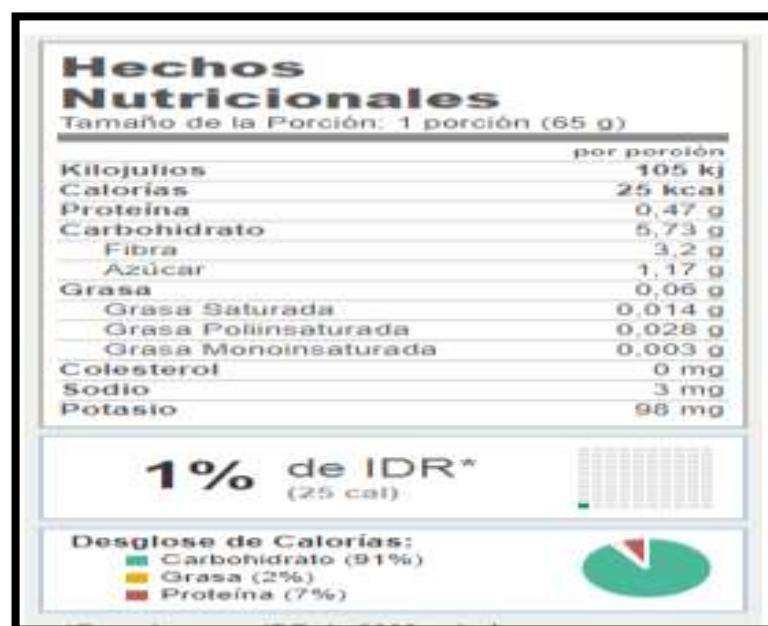 Hechos
Nutricionales
Tamaño de la Porción: 1 porción (65 g)
por porción
Kilojulios 105 kj
Calorías 25 kcal
Proteína 0,47 g
Carbohidrato 5,73 g
Fibra 3,2 g
Azúcar 1,17 g
Grasa 0,06 g
Grasa Saturada 0,014 g
Grasa Poliinsaturada 0,028 g
Grasa Monoinsaturada 0,003 g
Colesterol 0 mg
Sodio 3 mg
Potasio 98 mg
1% de IDR*
(25 cal)
Desglose de Calorías:
Carbohidrato (91%)
Grasa (2%)
Proteína (7%)